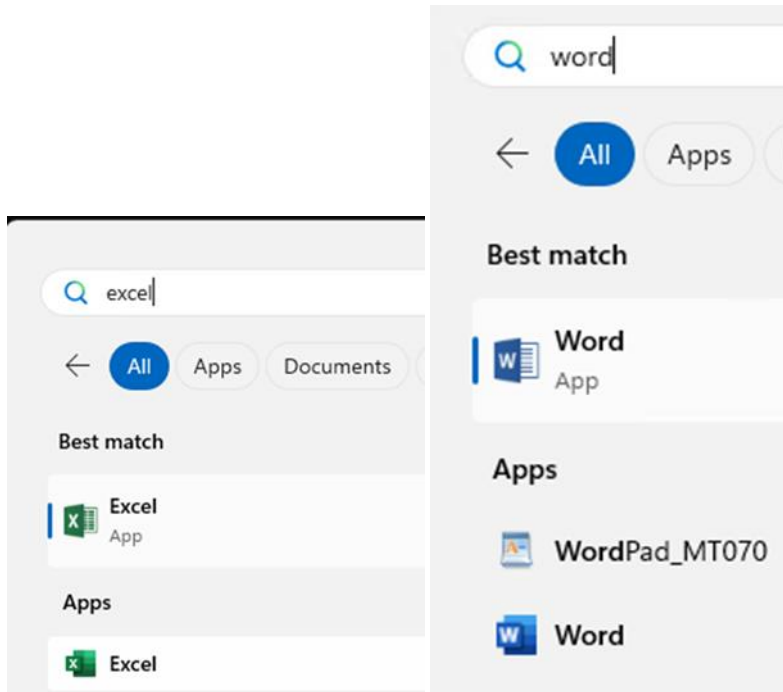 excel
All Apps Documents
Best match
Excel
App
Apps
Excel
word
All Apps
Best match
Word
App
Apps
WordPad_MT070
Word